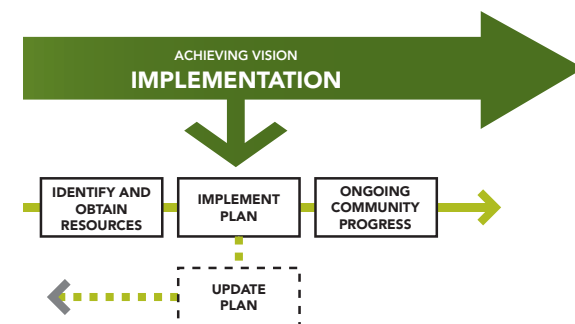 ACHIEVING VISION
IMPLEMENTATION
IDENTIFY AND
OBTAIN
RESOURCES
IMPLEMENT
PLAN
ONGOING
COMMUNITY
PROGRESS
UPDATE
PLAN